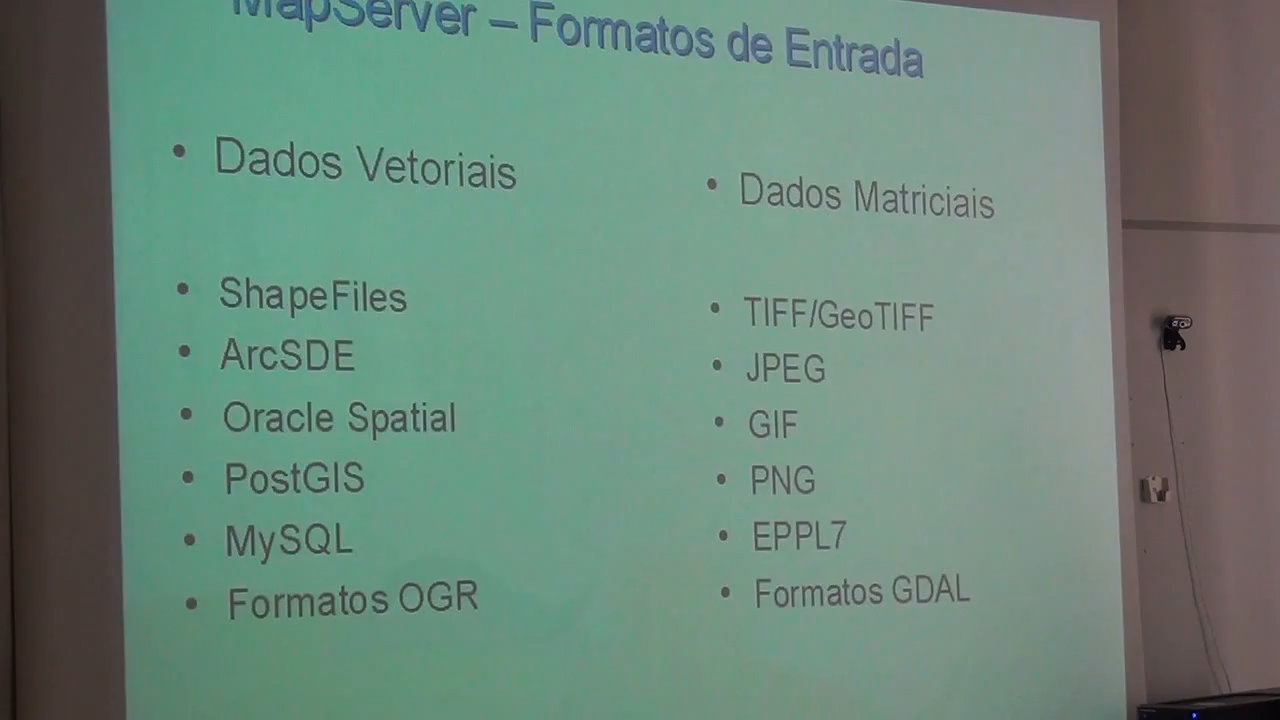 MapServer – Formatos de Entrada
• Dados Vetoriais
• ShapeFiles
• ArcSDE
• Oracle Spatial
• PostGIS
• MySQL
• Formatos OGR
• Dados Matriciais
• TIFF/GeoTIFF
• JPEG
• GIF
• PNG
• EPPL7
• Formatos GDAL